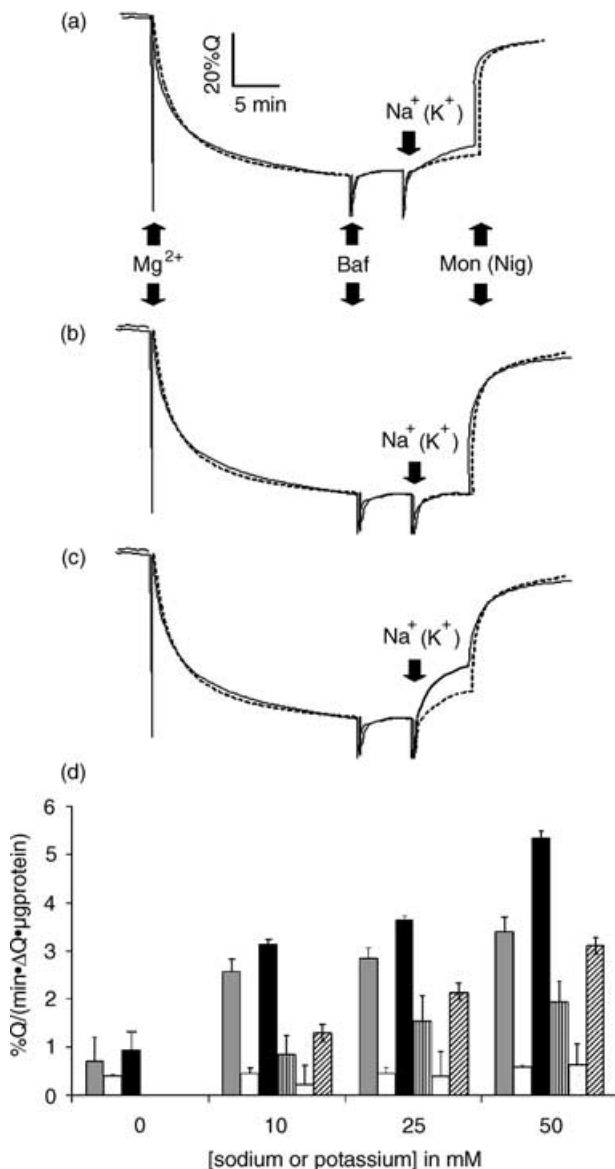 (a)
20%Q
5 min
Na⁺(K⁺)
Mg²⁺
Baf
Mon (Nig)
(b)
Na⁺(K⁺)
(c)
Na⁺(K⁺)
(d)
%Q/(min•ΔQ•µgprotein)
6
5
4
3
2
1
0
0
10
25
50
[sodium or potassium] in mM